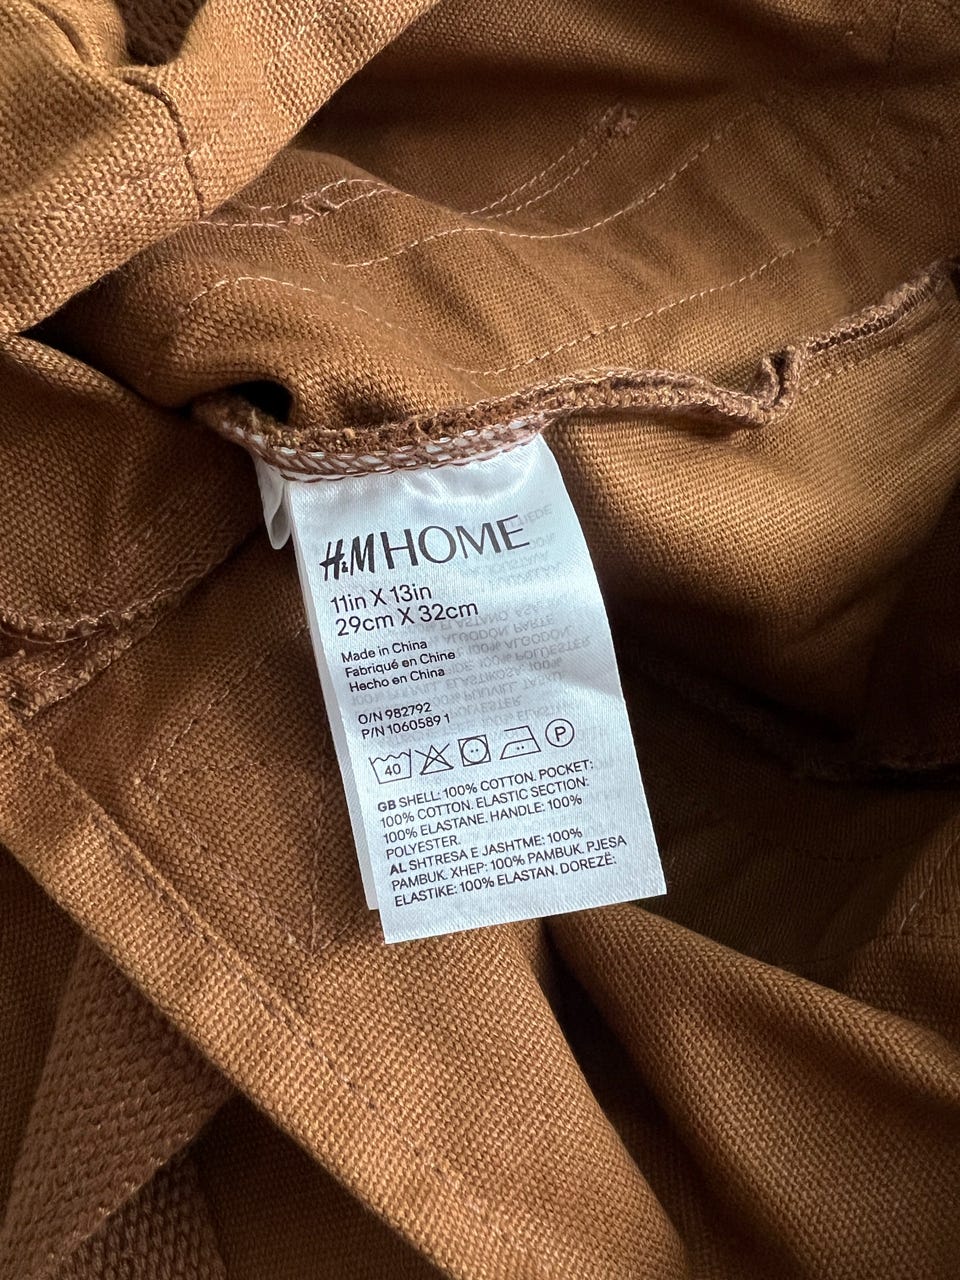 H&M HOME
11in X 13in
29cm X 32cm
Made in China
Fabriqué en Chine
Hecho en China
O/N 982792
P/N 1060589 1
40
P
GB SHELL: 100% COTTON. POCKET:
100% COTTON. ELASTIC SECTION:
100% ELASTANE. HANDLE: 100%
POLYESTER.
AL SHTRESA E JASHTME: 100%
PAMBUK. XHEP: 100% PAMBUK. PJESA
ELASTIKE: 100% ELASTAN. DOREZË: